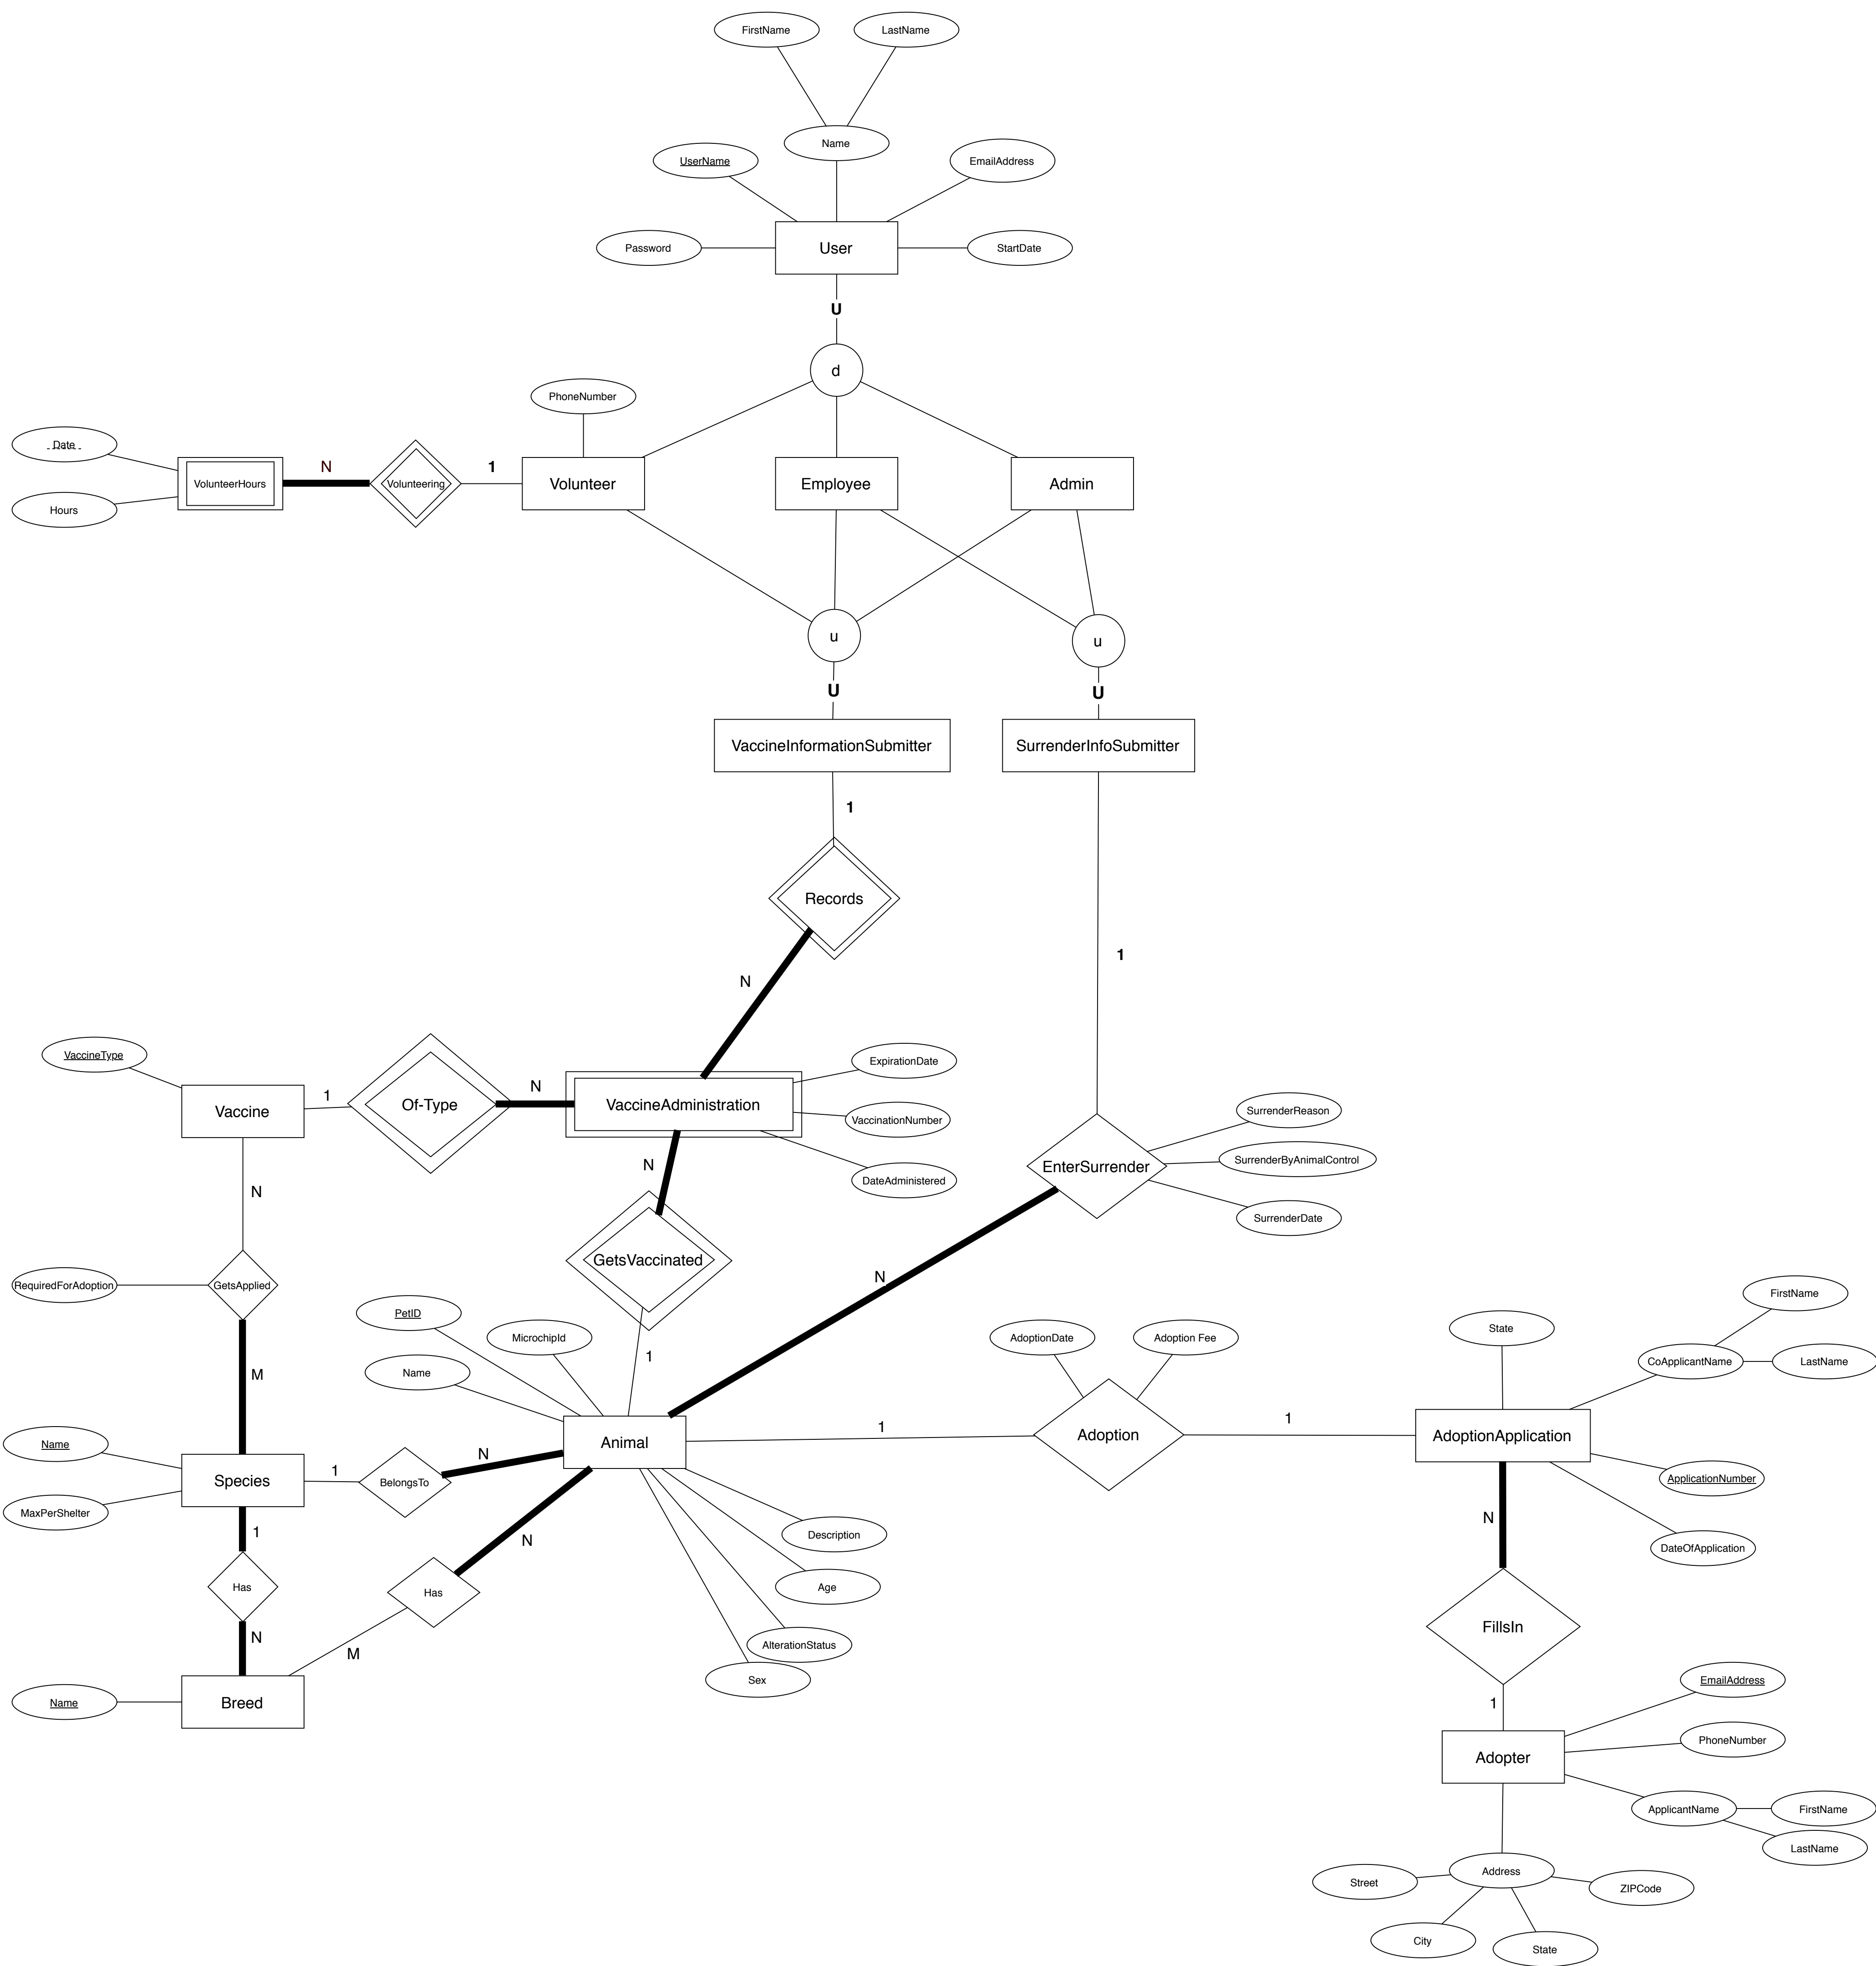 FirstName
LastName
Name
UserName
EmailAddress
Password
User
StartDate
U
d
PhoneNumber
Date
N
1
VolunteerHours
Volunteering
Volunteer
Employee
Admin
Hours
u
u
U
U
VaccineInformationSubmitter
SurrenderInfoSubmitter
1
Records
1
N
VaccineType
ExpirationDate
1
Of-Type
N
VaccineAdministration
Vaccine
VaccinationNumber
SurrenderReason
SurrenderByAnimalControl
EnterSurrender
N
DateAdministered
N
SurrenderDate
GetsVaccinated
RequiredForAdoption
GetsApplied
N
PetID
MicrochipId
AdoptionDate
Adoption Fee
FirstName
State
1
CoApplicantName
LastName
Name
M
1
1
Name
N
Animal
Adoption
AdoptionApplication
1
Species
BelongsTo
ApplicationNumber
MaxPerShelter
1
N
N
Description
DateOfApplication
Has
Has
Age
FillsIn
N
M
AlterationStatus
Sex
EmailAddress
Name
Breed
1
PhoneNumber
Adopter
ApplicantName
FirstName
LastName
Address
Street
ZIPCode
City
State